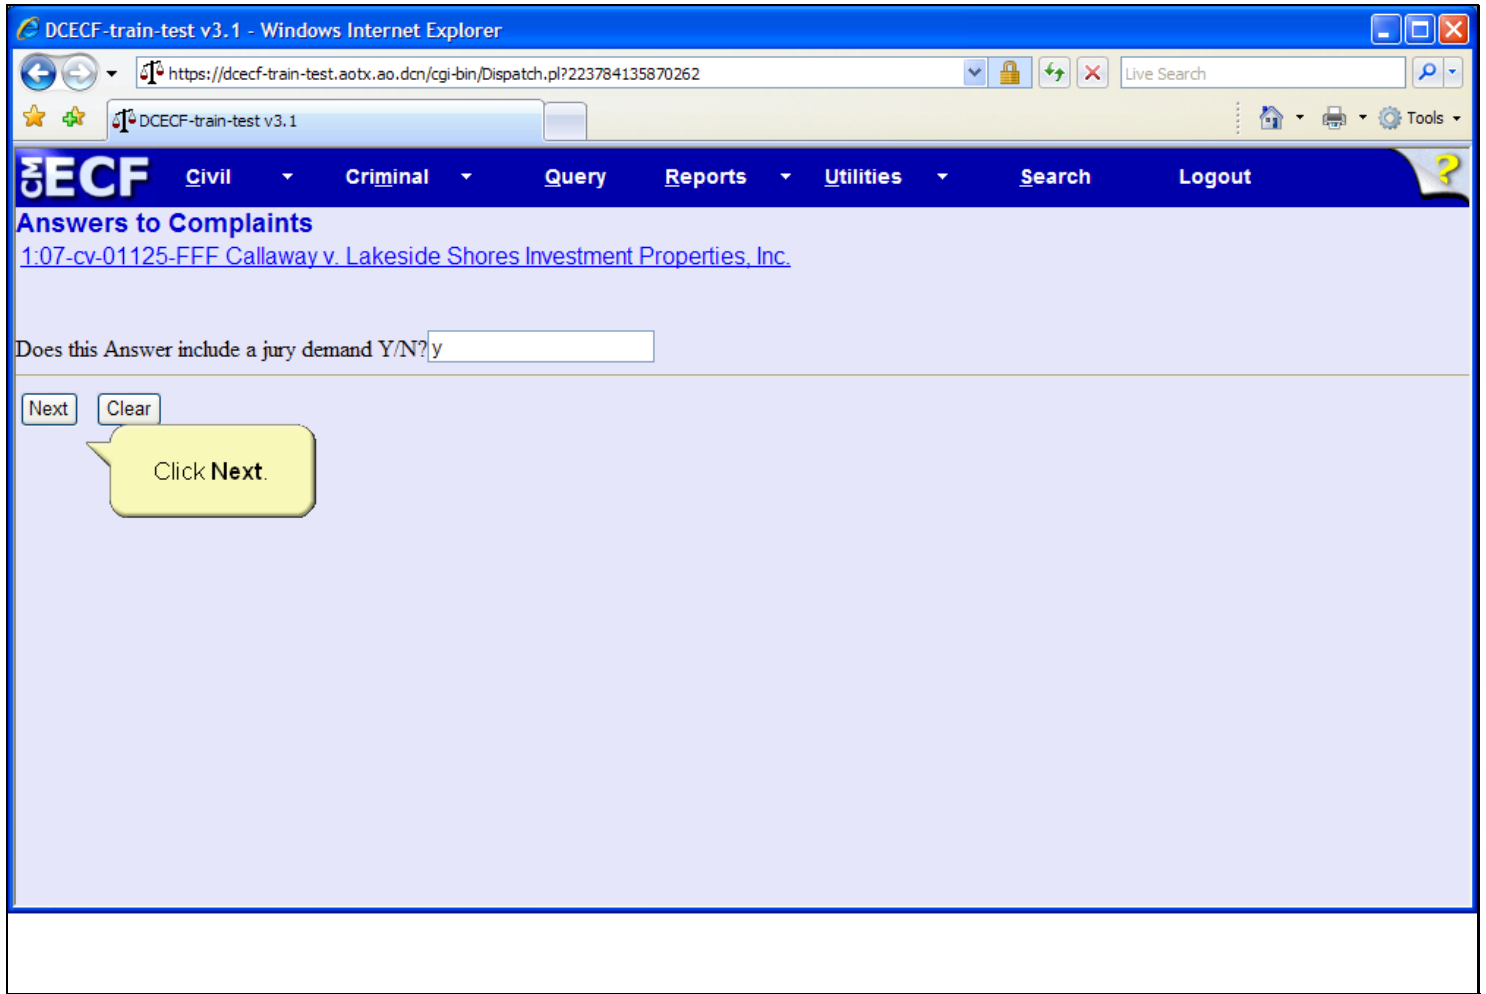 DCECF-train-test v3.1 - Windows Internet Explorer
https://dcecf-train-test.aotx.ao.dcn/cgi-bin/Dispatch.pl?223784135870262
Live Search
DCECF-train-test v3.1
Tools
CM ECF Civil Criminal Query Reports Utilities Search Logout ?
Answers to Complaints
1:07-cv-01125-FFF Callaway v. Lakeside Shores Investment Properties, Inc.
Does this Answer include a jury demand Y/N? y
Next Clear
Click Next.